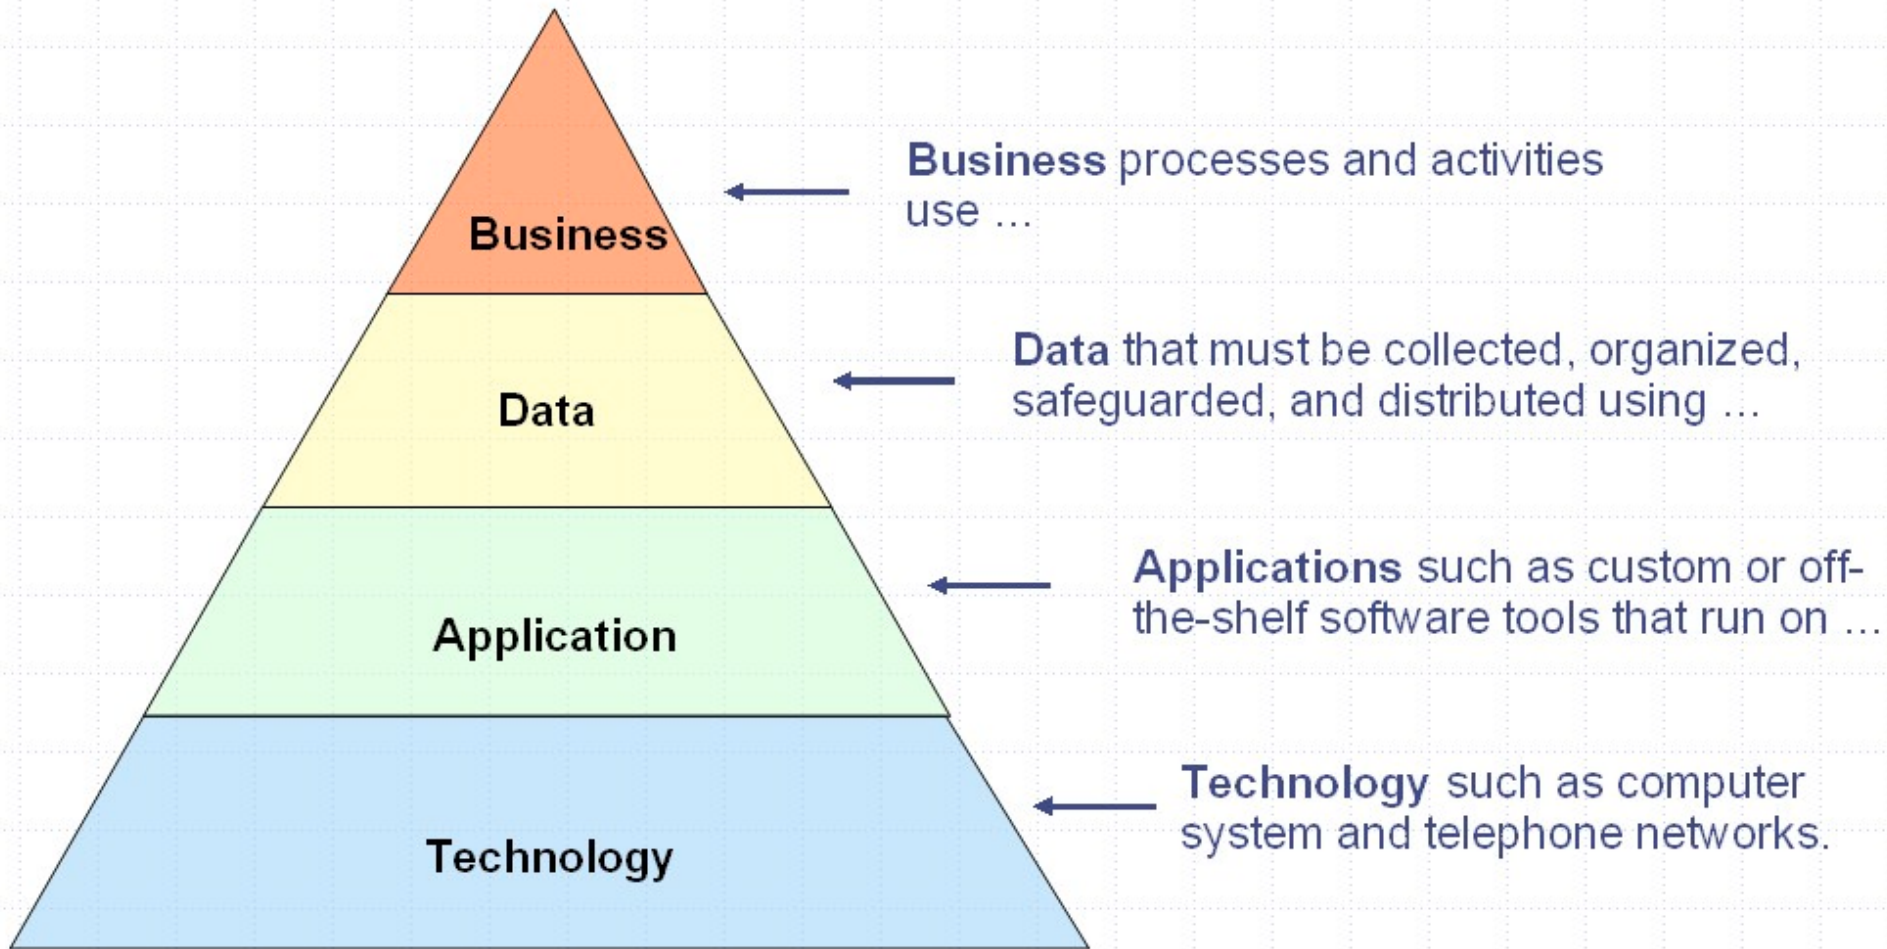 Business processes and activities
use ...
Business
Data that must be collected, organized,
safeguarded, and distributed using ...
Data
Applications such as custom or off-
the-shelf software tools that run on ...
Application
Technology such as computer
system and telephone networks.
Technology